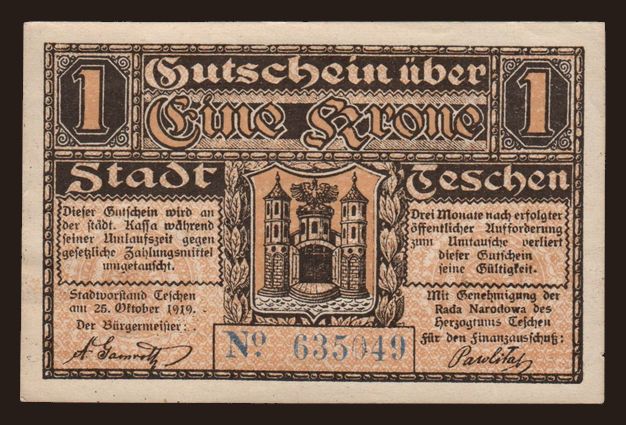 1 Gutschein über 1
Eine Krone
Stadt Teschen
Dieser Gutschein wird an
der städt. Kassa während
seiner Umlaufszeit gegen
gesetzliche Zahlungsmittel
umgetauscht.
Stadtvorstand Teschen
am 25. Oktober 1919.
Der Bürgermeister:
A. Gamroth
Drei Monate nach erfolgter
öffentlicher Aufforderung
zum Umtausche verliert
dieser Gutschein
seine Gültigkeit.
Mit Genehmigung der
Rada Narodowa des
Herzogtums Teschen
Für den Finanzausschuß:
Pawlitas
Nº 635049